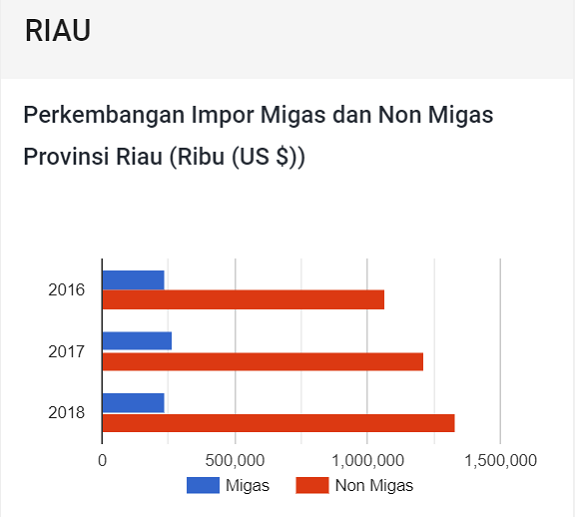 RIAU
Perkembangan Impor Migas dan Non Migas
Provinsi Riau (Ribu (US $))
2016
2017
2018
0 500,000 1,000,000 1,500,000
Migas Non Migas